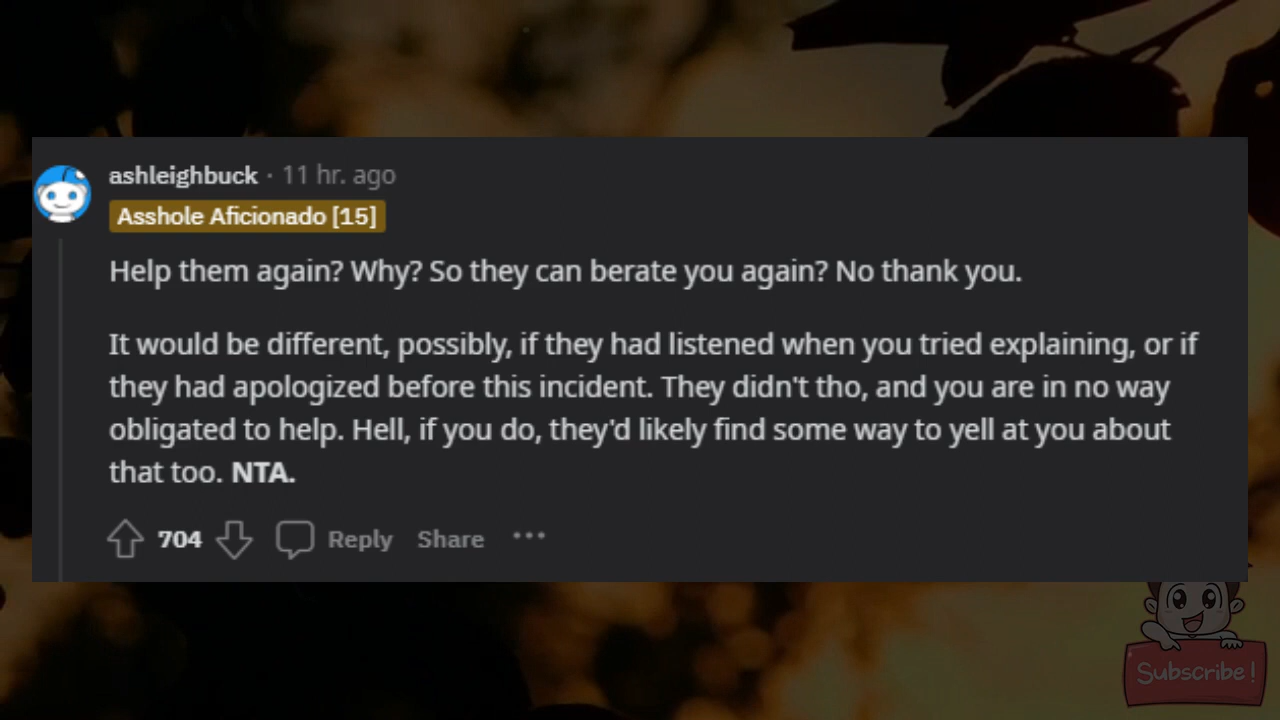 ashleighbuck · 11 hr. ago
Asshole Aficionado [15]
Help them again? Why? So they can berate you again? No thank you.
It would be different, possibly, if they had listened when you tried explaining, or if
they had apologized before this incident. They didn't tho, and you are in no way
obligated to help. Hell, if you do, they'd likely find some way to yell at you about
that too. NTA.
704 Reply Share ···
Subscribe!